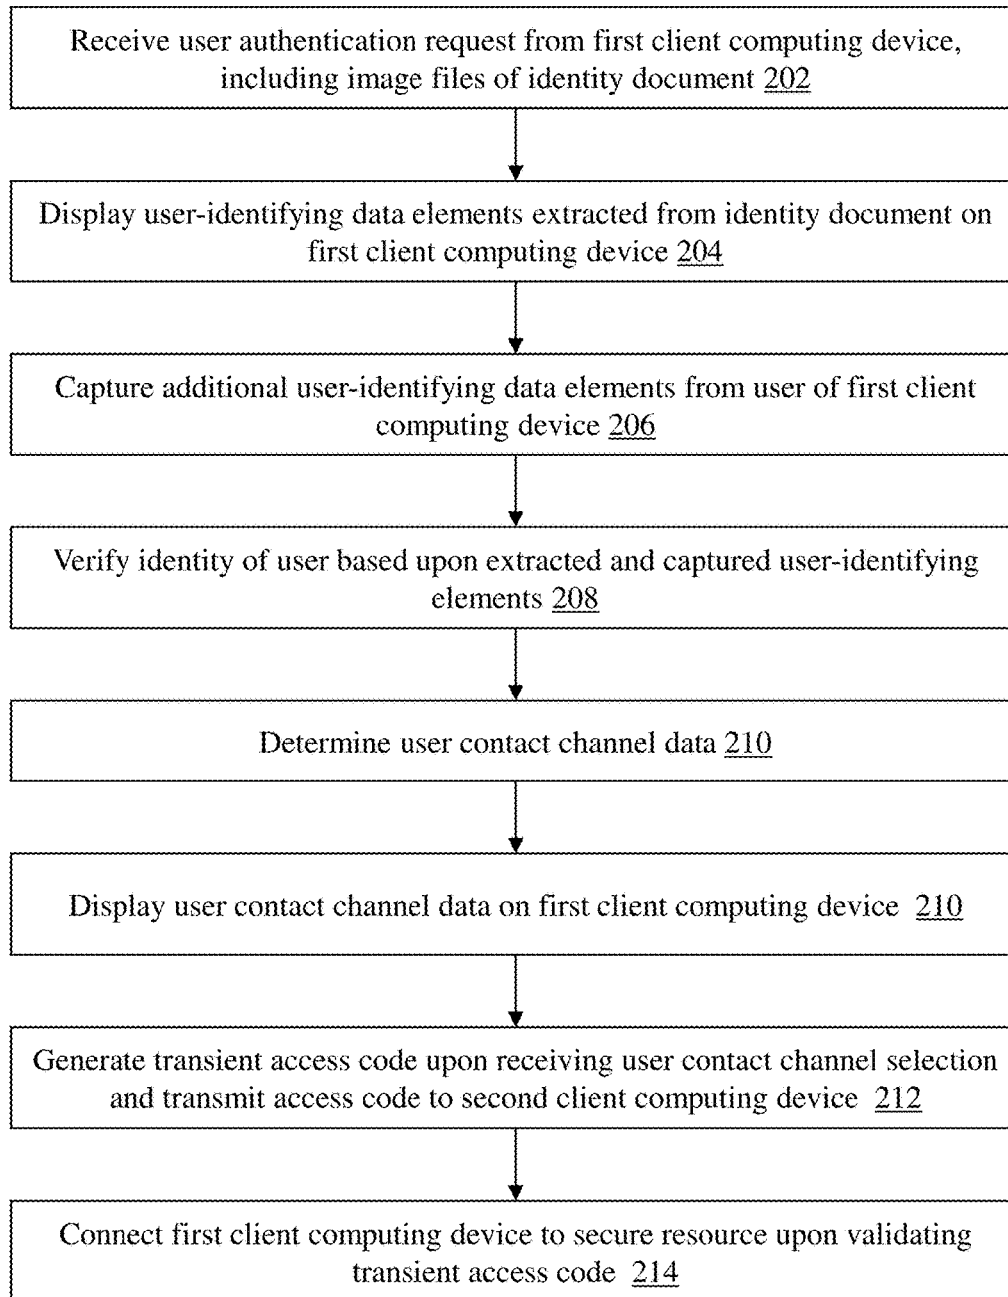 Receive user authentication request from first client computing device,
including image files of identity document 202
Display user-identifying data elements extracted from identity document on
first client computing device 204
Capture additional user-identifying data elements from user of first client
computing device 206
Verify identity of user based upon extracted and captured user-identifying
elements 208
Determine user contact channel data 210
Display user contact channel data on first client computing device 210
Generate transient access code upon receiving user contact channel selection
and transmit access code to second client computing device 212
Connect first client computing device to secure resource upon validating
transient access code 214